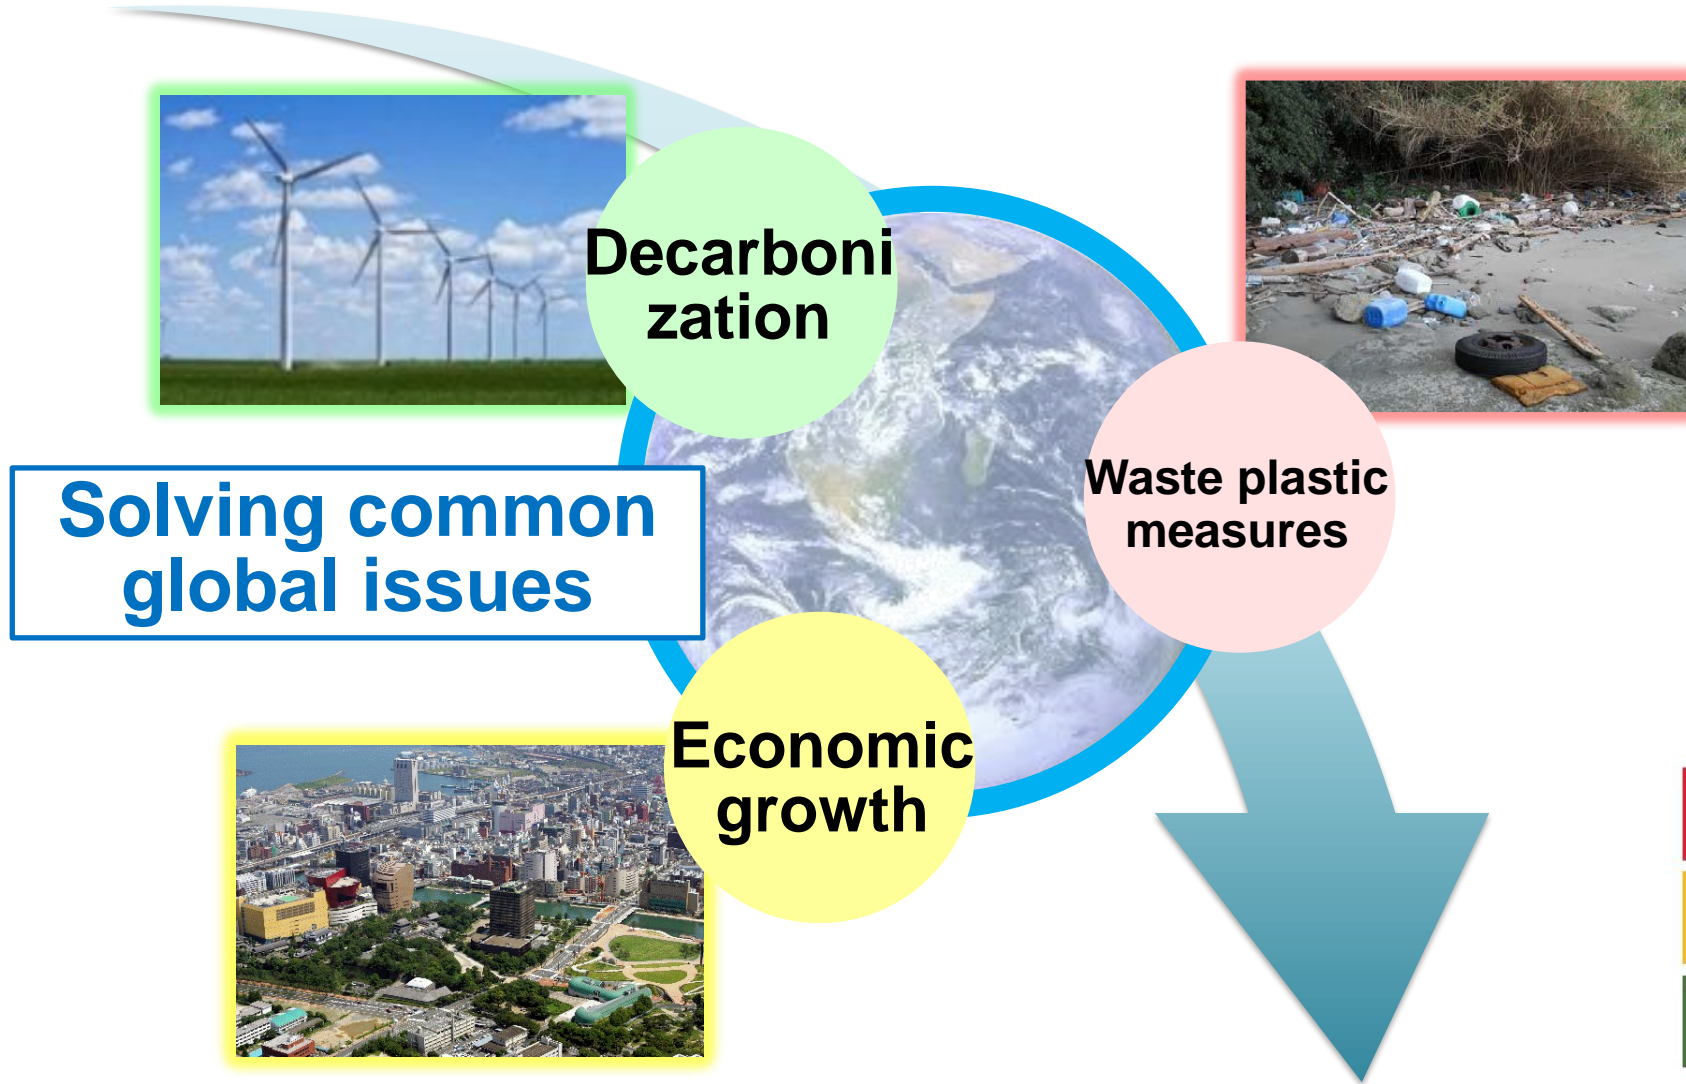 Decarboni
zation
Waste plastic
measures
Solving common
global issues
Economic
growth